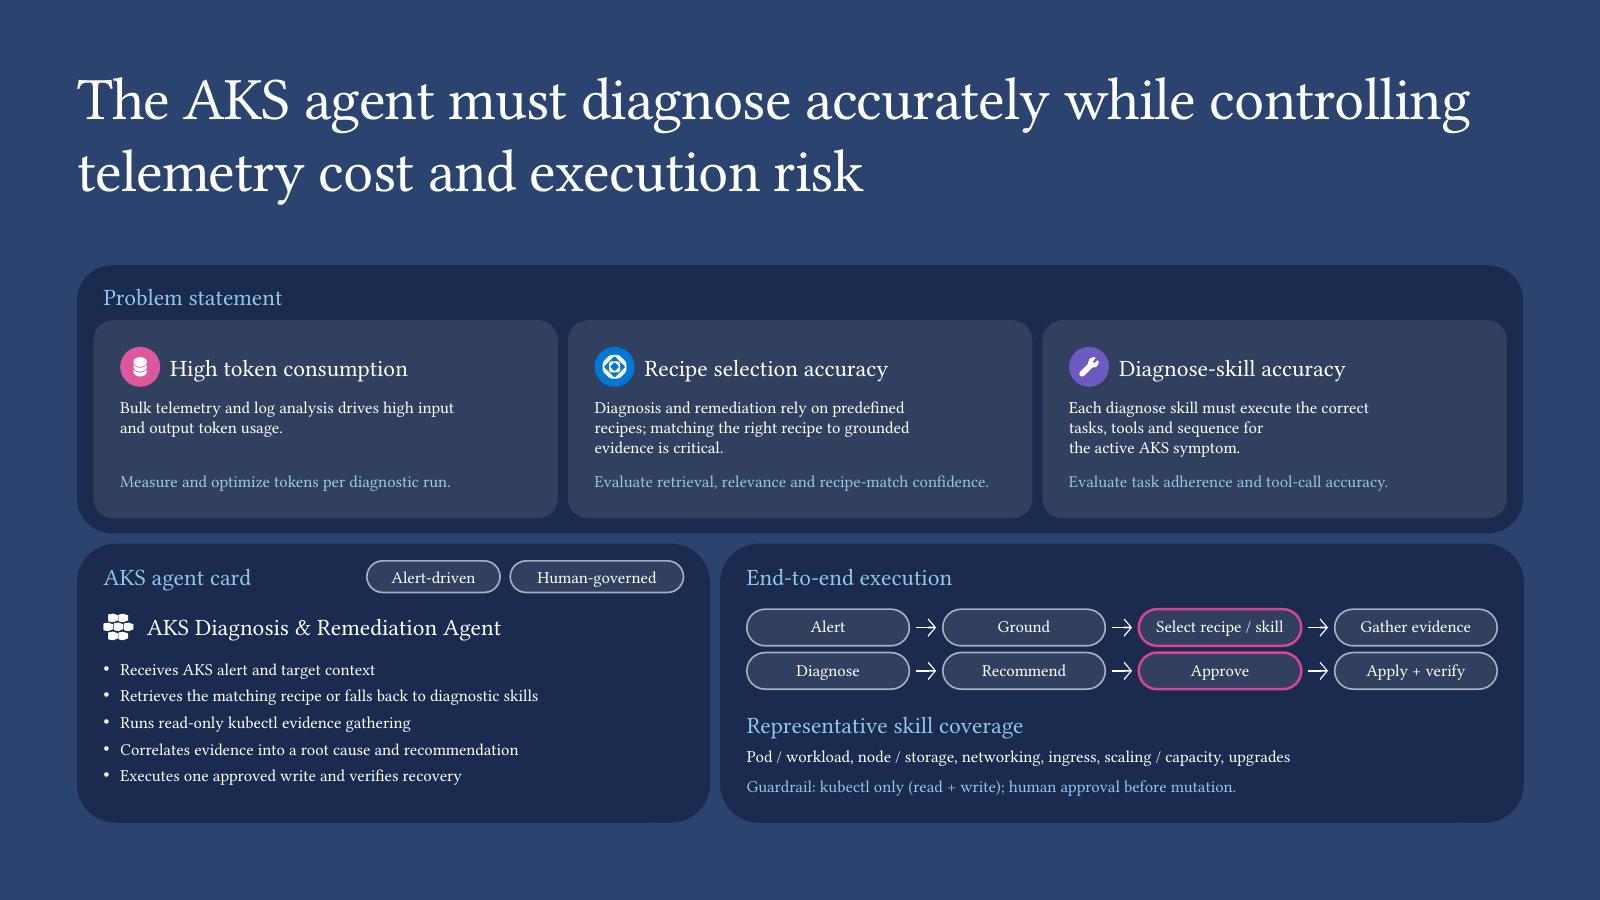 The AKS agent must diagnose accurately while controlling
telemetry cost and execution risk
Problem statement
High token consumption
Bulk telemetry and log analysis drives high input
and output token usage.
Measure and optimize tokens per diagnostic run.
Recipe selection accuracy
Diagnosis and remediation rely on predefined
recipes; matching the right recipe to grounded
evidence is critical.
Evaluate retrieval, relevance and recipe-match confidence.
Diagnose-skill accuracy
Each diagnose skill must execute the correct
tasks, tools and sequence for
the active AKS symptom.
Evaluate task adherence and tool-call accuracy.
AKS agent card
Alert-driven
Human-governed
AKS Diagnosis & Remediation Agent
• Receives AKS alert and target context
• Retrieves the matching recipe or falls back to diagnostic skills
• Runs read-only kubectl evidence gathering
• Correlates evidence into a root cause and recommendation
• Executes one approved write and verifies recovery
End-to-end execution
Alert → Ground → Select recipe / skill → Gather evidence
Diagnose → Recommend → Approve → Apply + verify
Representative skill coverage
Pod / workload, node / storage, networking, ingress, scaling / capacity, upgrades
Guardrail: kubectl only (read + write); human approval before mutation.